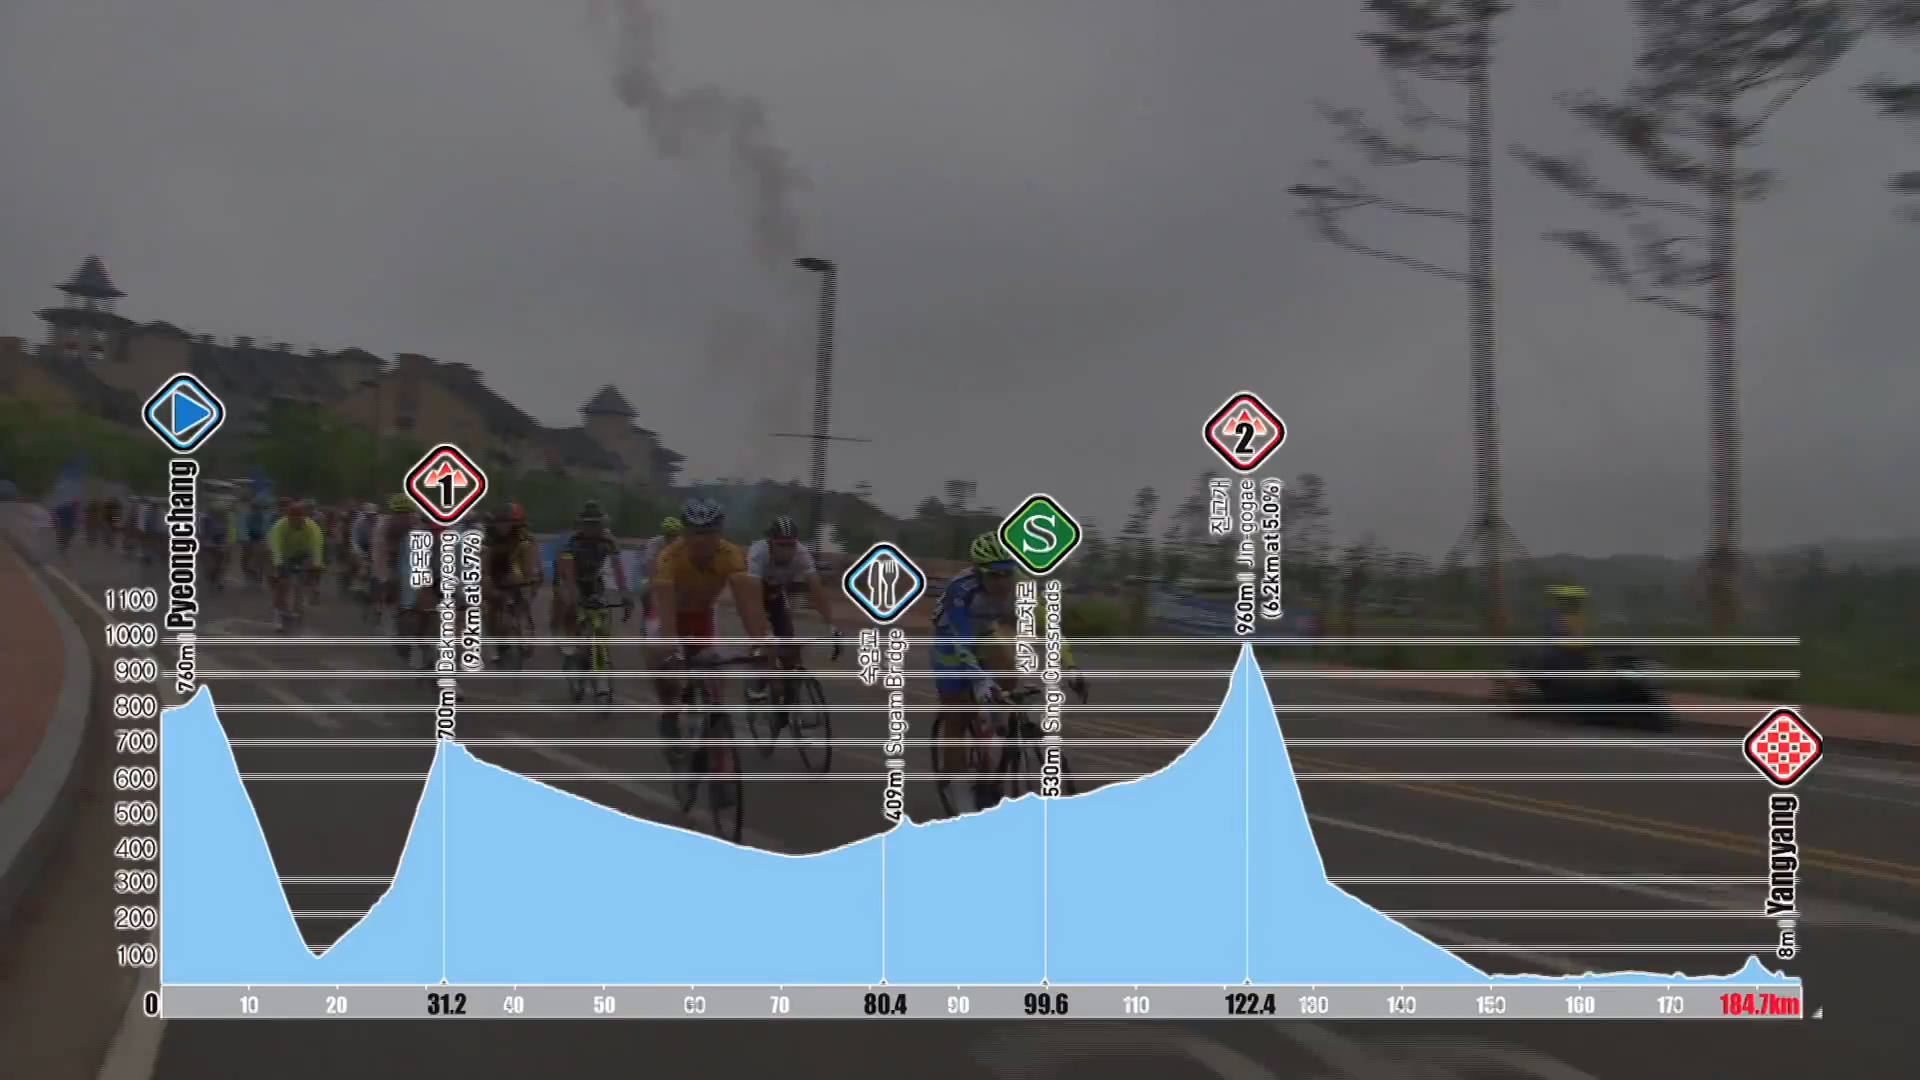 760m | Pyeongchang
1
닥목령
700m | Dakmok-ryeong
(9.9km at 5.7%)
숙암교
409m | Sugam Bridge
S
신기 교차로
530m | Sing Crossroads
2
진고개
960m | Jin-gogae
(6.2km at 5.0%)
8m | Yangyang
1100
1000
900
800
700
600
500
400
300
200
100
0 10 20 31.2 40 50 60 70 80.4 90 99.6 110 122.4 130 140 150 160 170 184.7km